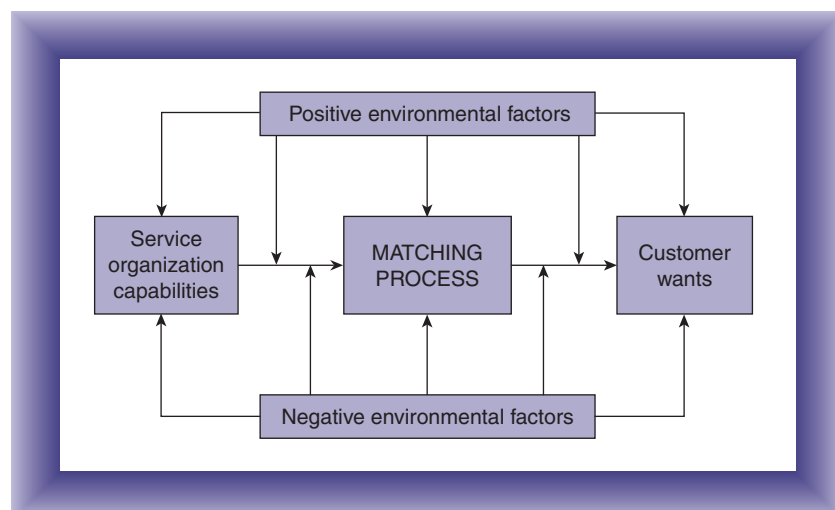 Positive environmental factors
Service
organization
capabilities
MATCHING
PROCESS
Customer
wants
Negative environmental factors